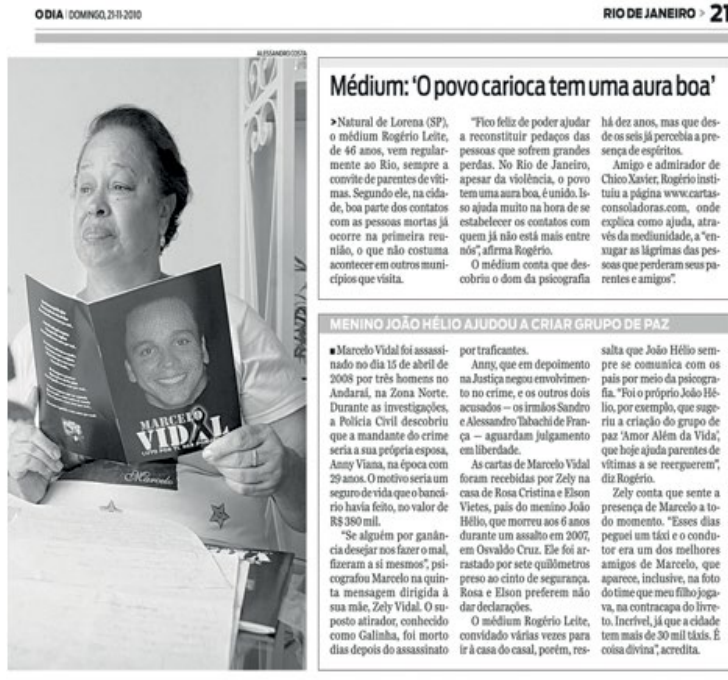 O DIA | DOMINGO, 21-11-2010
RIO DE JANEIRO > 21
ALESSANDRO COSTA
MARCELO
VIDAL
Marcelo
Médium: ‘O povo carioca tem uma aura boa’
>Natural de Lorena (SP),
o médium Rogério Leite,
de 46 anos, vem regular-
mente ao Rio, sempre a
convite de parentes de víti-
mas. Segundo ele, na cida-
de, boa parte dos contatos
com as pessoas mortas já
ocorre na primeira reu-
nião, o que não costuma
acontecer em outros muni-
cípios que visita.
“Fico feliz de poder ajudar
a reconstituir pedaços das
pessoas que sofrem grandes
perdas. No Rio de Janeiro,
apesar da violência, o povo
tem uma aura boa, é unido. Is-
so ajuda muito na hora de se
estabelecer os contatos com
quem já não está mais entre
nós”, afirma Rogério.
O médium conta que des-
cobriu o dom da psicografia
há dez anos, mas que des-
de os seis já percebia a pre-
sença de espíritos.
Amigo e admirador de
Chico Xavier, Rogério insti-
tuiu a página www.cartas-
consoladoras.com, onde
explica como ajuda, atra-
vés da mediunidade, a “en-
xugar as lágrimas das pes-
soas que perderam seus pa-
rentes e amigos”.
MENINO JOÃO HÉLIO AJUDOU A CRIAR GRUPO DE PAZ
■ Marcelo Vidal foi assassi-
nado no dia 15 de abril de
2008 por três homens no
Andaraí, na Zona Norte.
Durante as investigações,
a Polícia Civil descobriu
que a mandante do crime
seria a sua própria esposa,
Anny Viana, na época com
29 anos. O motivo seria um
seguro de vida que o bancá-
rio havia feito, no valor de
R$ 380 mil.
“Se alguém por ganân-
cia desejar nos fazer o mal,
fizeram a si mesmos”, psi-
cografou Marcelo na quin-
ta mensagem dirigida à
sua mãe, Zely Vidal. O su-
posto atirador, conhecido
como Galinha, foi morto
dias depois do assassinato
por traficantes.
Anny, que em depoimento
na Justiça negou envolvimen-
to no crime, e os outros dois
acusados — os irmãos Sandro
e Alessandro Tabachi de Fran-
ça — aguardam julgamento
em liberdade.
As cartas de Marcelo Vidal
foram recebidas por Zely na
casa de Rosa Cristina e Elson
Vietes, pais do menino João
Hélio, que morreu aos 6 anos
durante um assalto em 2007,
em Osvaldo Cruz. Ele foi ar-
rastado por sete quilômetros
preso ao cinto de segurança.
Rosa e Elson preferem não
dar declarações.
O médium Rogério Leite,
convidado várias vezes para
ir à casa do casal, porém, res-
salta que João Hélio sem-
pre se comunica com os
pais por meio da psicogra-
fia. “Foi o próprio João Hé-
lio, por exemplo, que suge-
riu a criação do grupo de
paz ‘Amor Além da Vida’,
que hoje ajuda parentes de
vítimas a se reerguerem”,
diz Rogério.
Zely conta que sente a
presença de Marcelo a to-
do momento. “Esses dias
peguei um táxi e o condu-
tor era um dos melhores
amigos de Marcelo, que
aparece, inclusive, na foto
do time que meu filho joga-
va, na contracapa do livre-
to. Incrível, já que a cidade
tem mais de 30 mil táxis. É
coisa divina”, acredita.